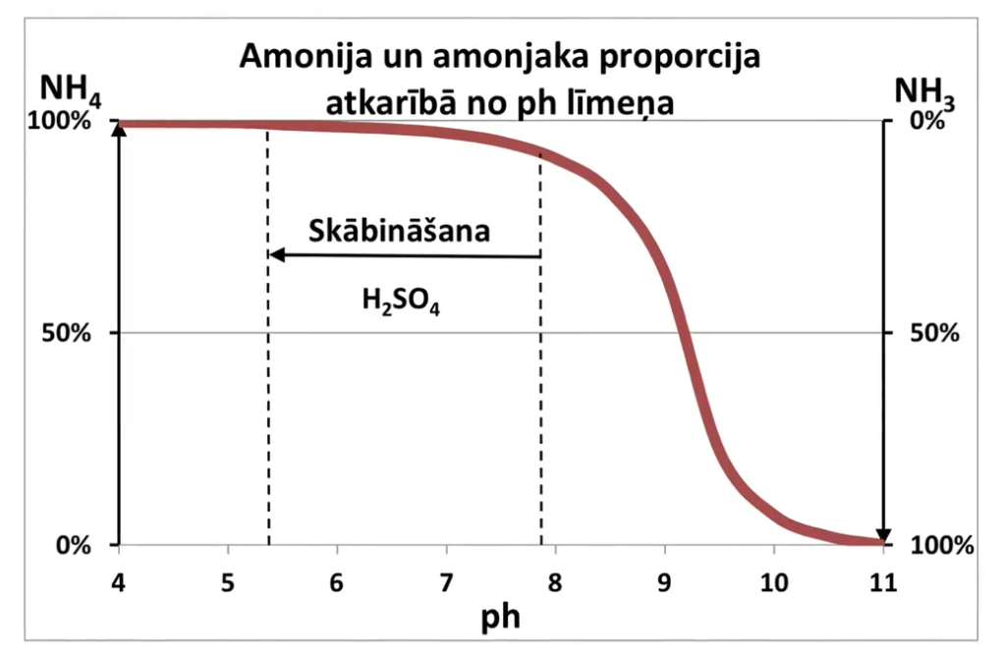 Amonija un amonjaka proporcija
atkarībā no ph līmeņa
NH₄
NH₃
100%
0%
Skābināšana
H₂SO₄
50%
50%
0%
100%
4 5 6 7 8 9 10 11
ph